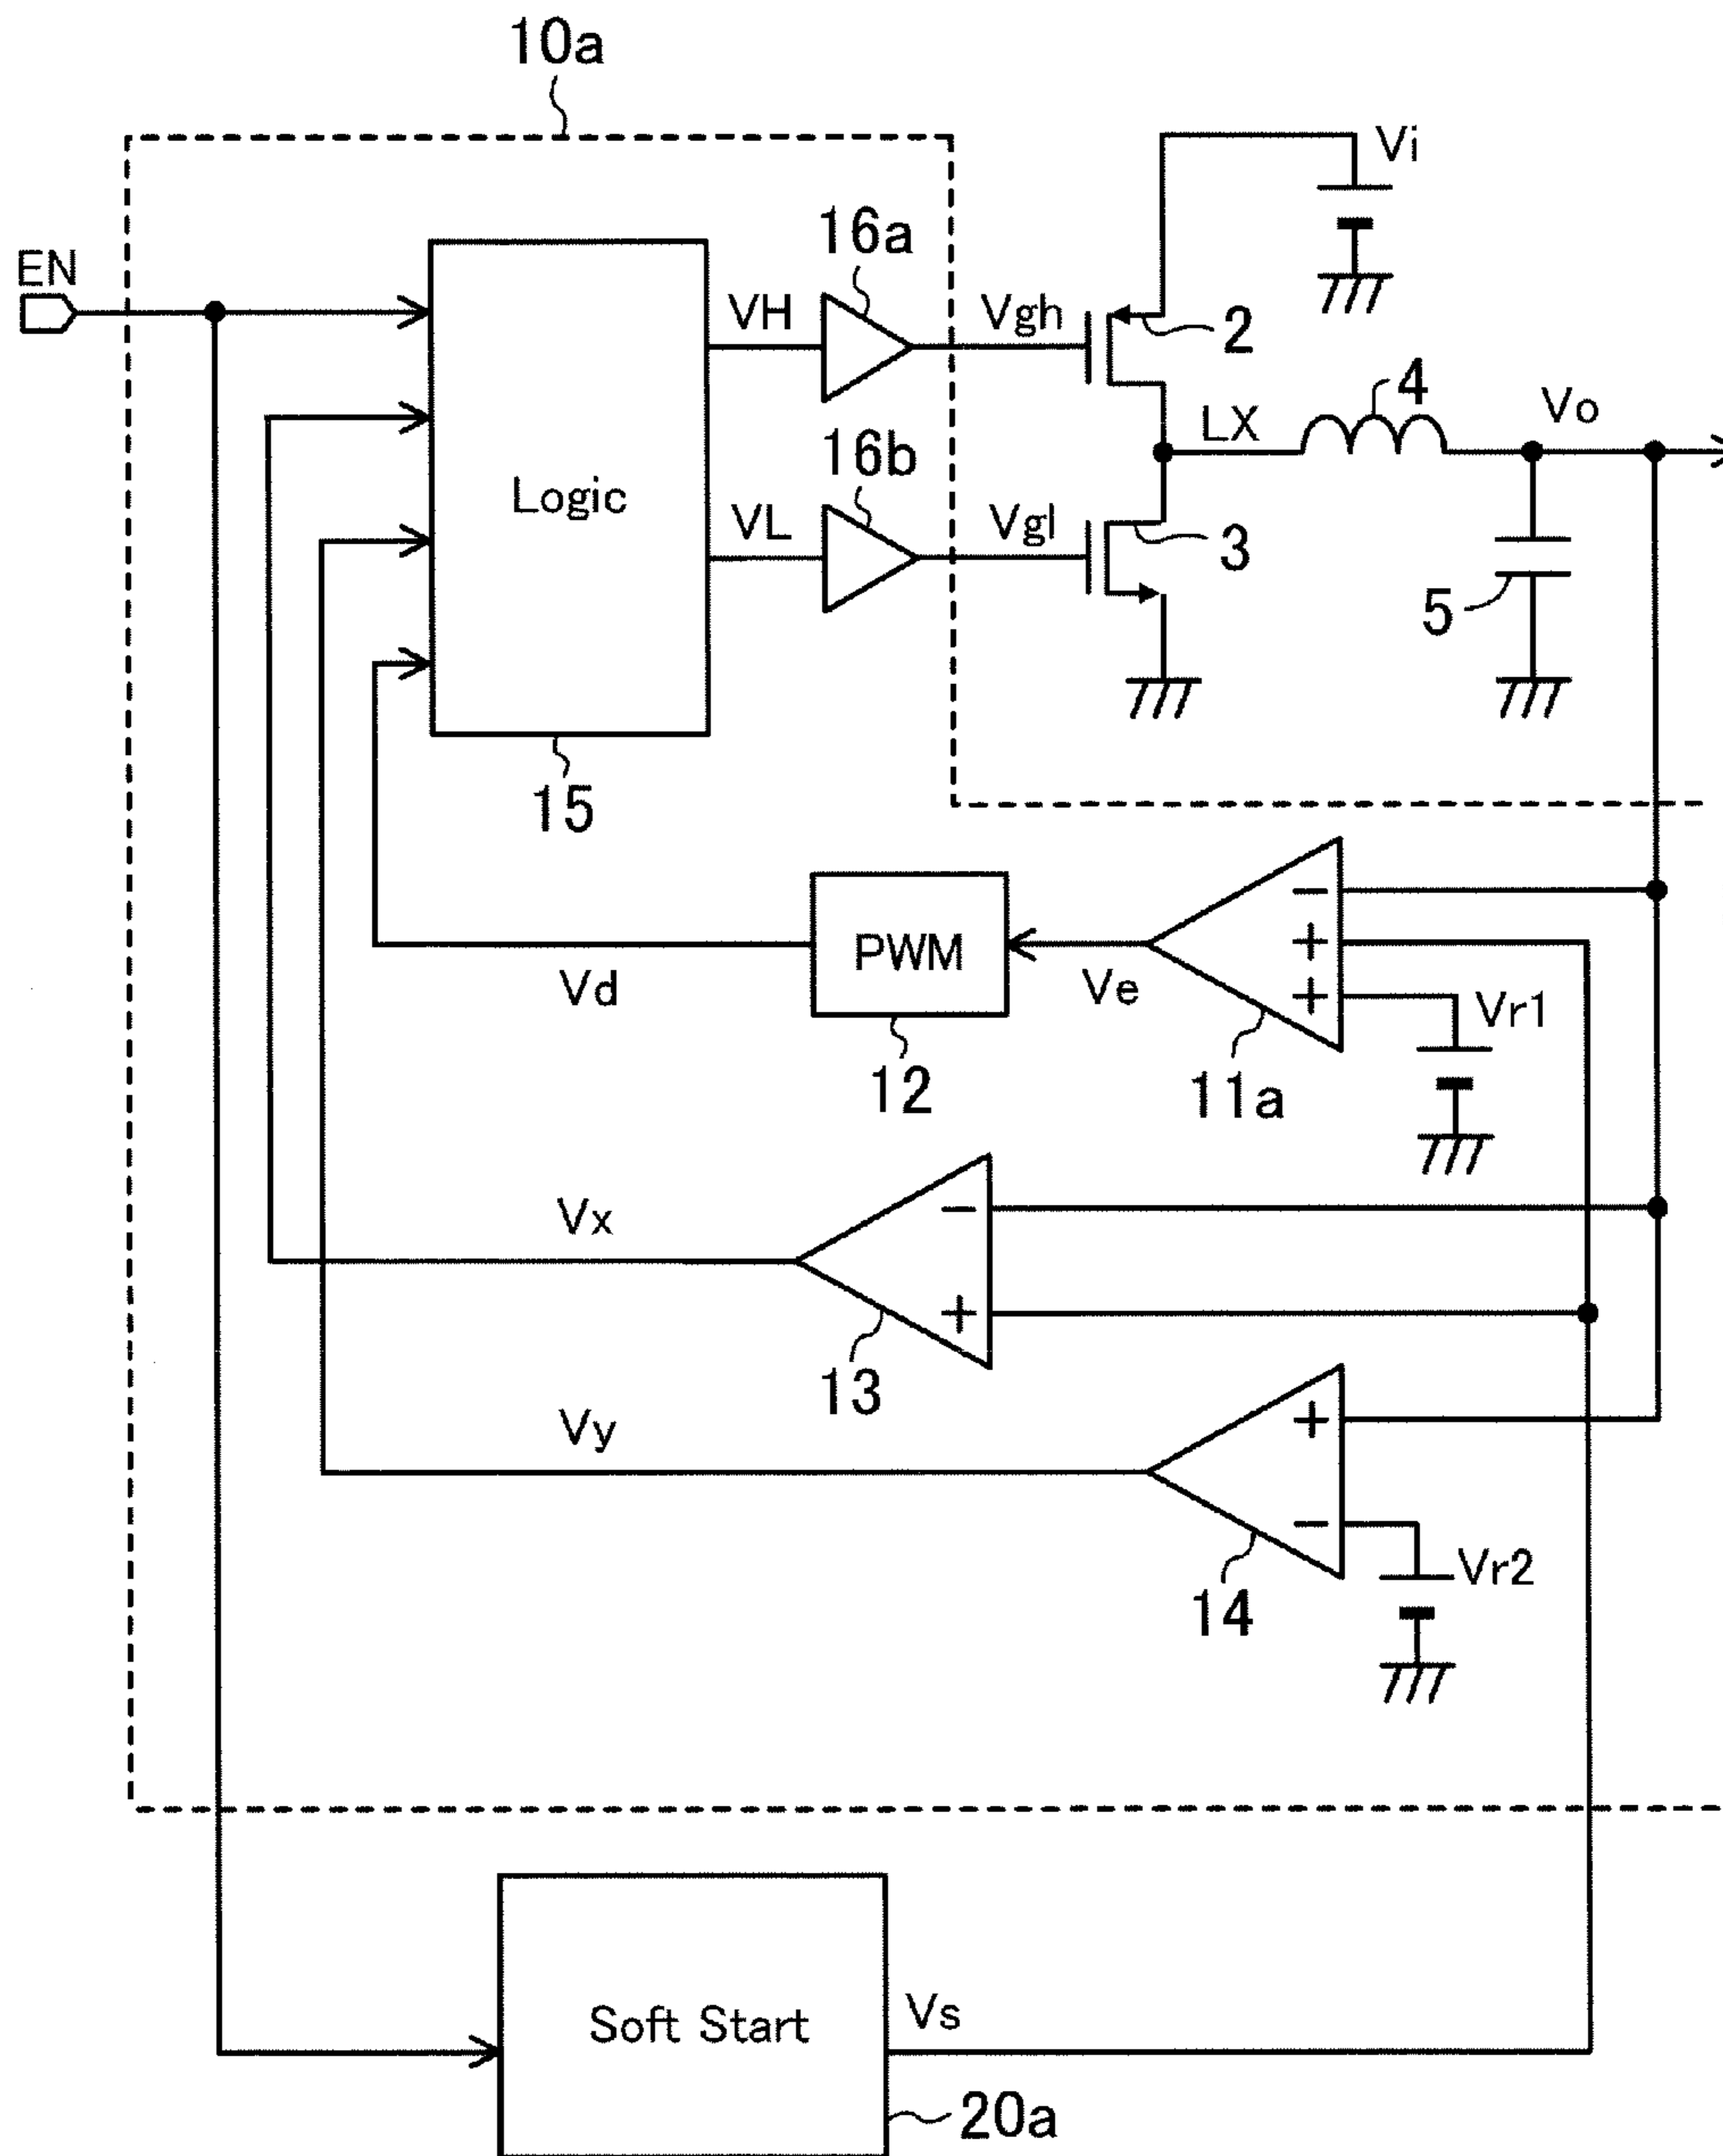 10a
Vi
16a
EN
VH
Vgh
2
4
LX
Vo
16b
Logic
VL
Vgl
3
5
15
−
+
PWM
Vd
Ve
+
Vr1
12
11a
Vx
−
+
13
Vy
+
−
Vr2
14
Soft Start
Vs
20a